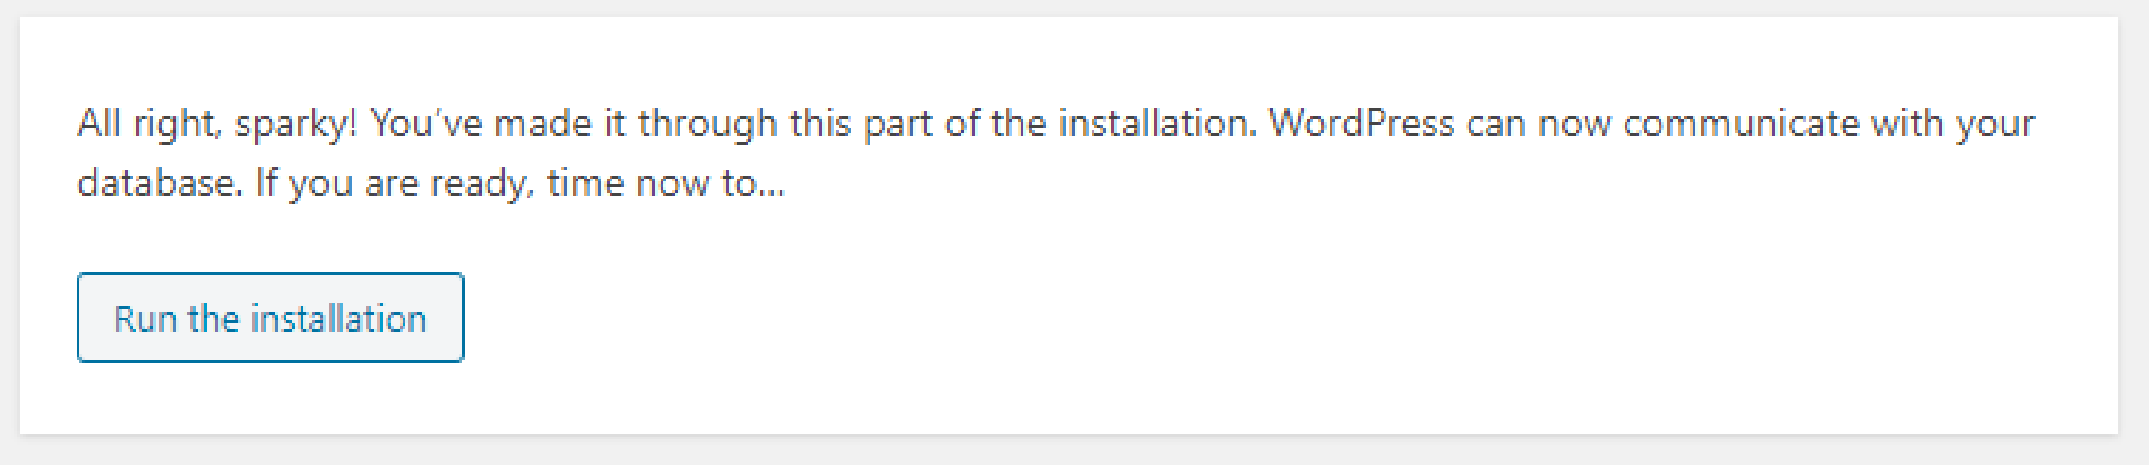 All right, sparky! You’ve made it through this part of the installation. WordPress can now communicate with your
database. If you are ready, time now to…
Run the installation